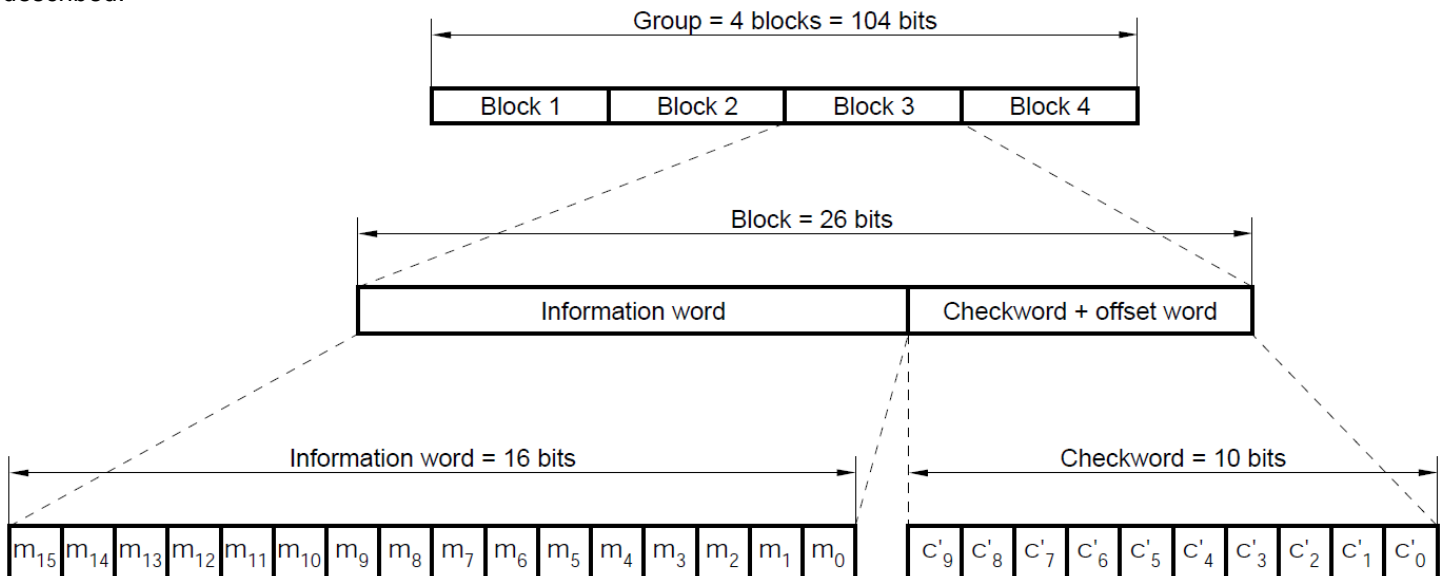 described.
Group = 4 blocks = 104 bits
Block 1 Block 2 Block 3 Block 4
Block = 26 bits
Information word Checkword + offset word
Information word = 16 bits Checkword = 10 bits
m15 m14 m13 m12 m11 m10 m9 m8 m7 m6 m5 m4 m3 m2 m1 m0 c'9 c'8 c'7 c'6 c'5 c'4 c'3 c'2 c'1 c'0